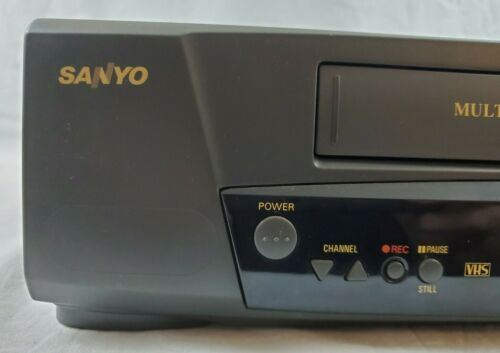 SANYO
MULT
POWER
CHANNEL
REC
PAUSE
STILL
VHS